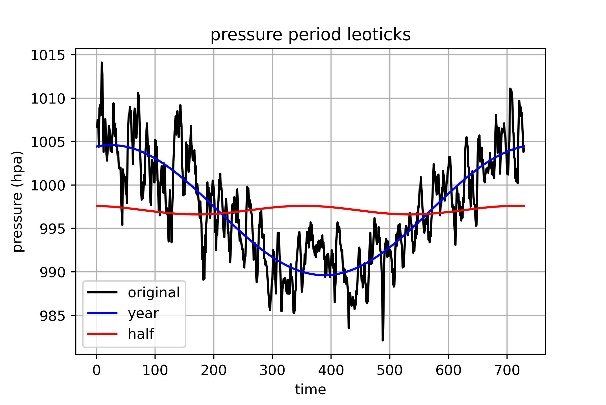 pressure period leoticks
1015
1010
1005
1000
995
990
985
pressure (hpa)
original
year
half
0 100 200 300 400 500 600 700
time